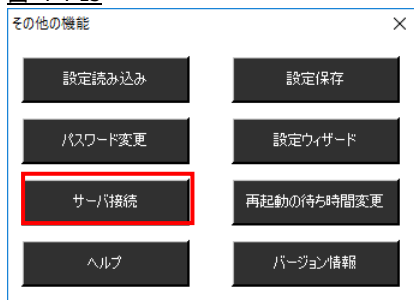 その他の機能
設定読み込み
設定保存
パスワード変更
設定ウィザード
サーバ接続
再起動の待ち時間変更
ヘルプ
バージョン情報